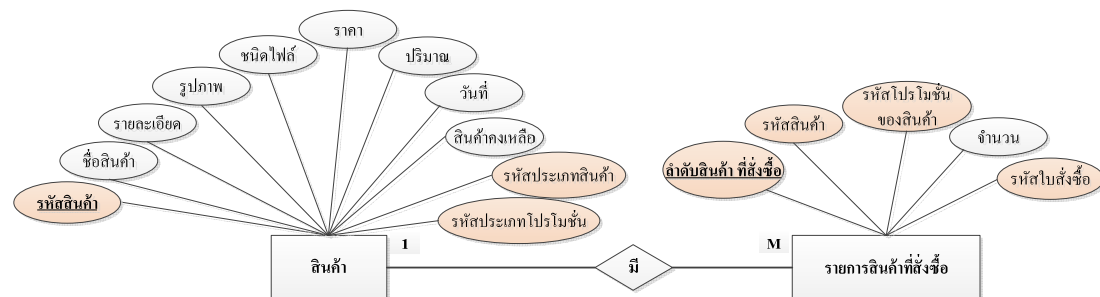 ราคา
ชนิดไฟล์
ปริมาณ
รูปภาพ
วันที่
รายละเอียด
สินค้าคงเหลือ
ชื่อสินค้า
รหัสประเภทสินค้า
รหัสสินค้า
รหัสประเภทโปรโมชั่น
สินค้า
1
มี
M
รหัสโปรโมชั่น
ของสินค้า
รหัสสินค้า
จำนวน
ลำดับสินค้า ที่สั่งซื้อ
รหัสใบสั่งซื้อ
รายการสินค้าที่สั่งซื้อ